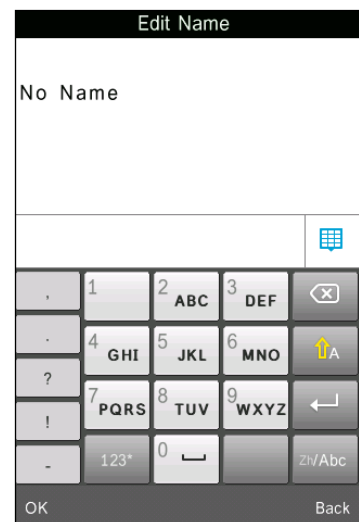 Edit Name
No Name
, 1 2 ABC 3 DEF
. 4 GHI 5 JKL 6 MNO A
?
! 7 PQRS 8 TUV 9 WXYZ
- 123* 0 Zh/Abc
OK Back